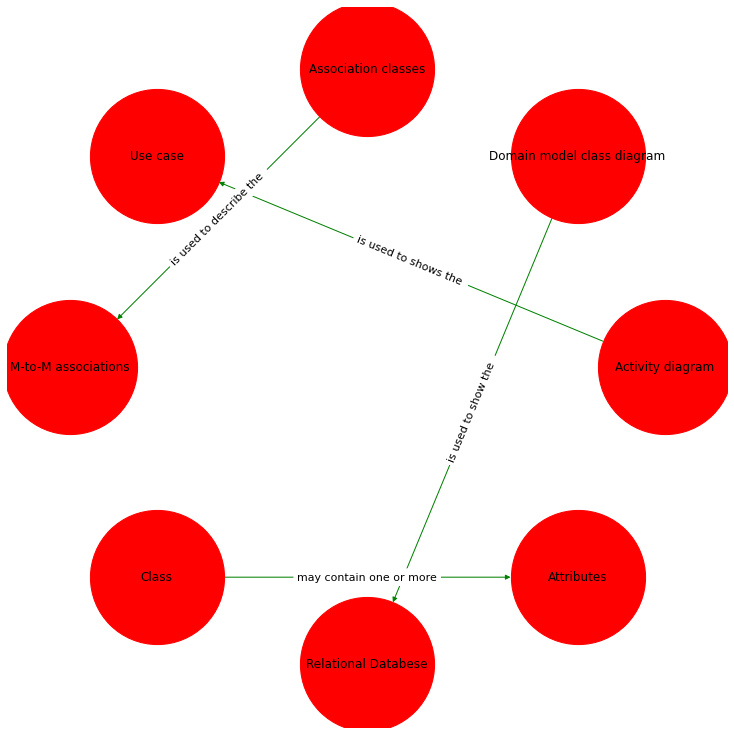 Association classes
Use case
Domain model class diagram
is used to describe the
is used to shows the
M-to-M associations
Activity diagram
is used to show the
Class
may contain one or more
Attributes
Relational Databese